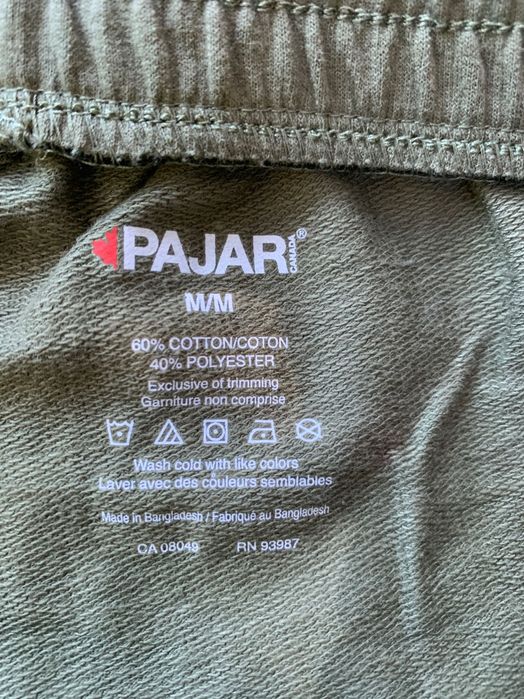 PAJAR CANADA®
M/M
60% COTTON/COTON
40% POLYESTER
Exclusive of trimming
Garniture non comprise
Wash cold with like colors
Laver avec des couleurs semblables
Made in Bangladesh / Fabriqué au Bangladesh
CA 08049 RN 93987